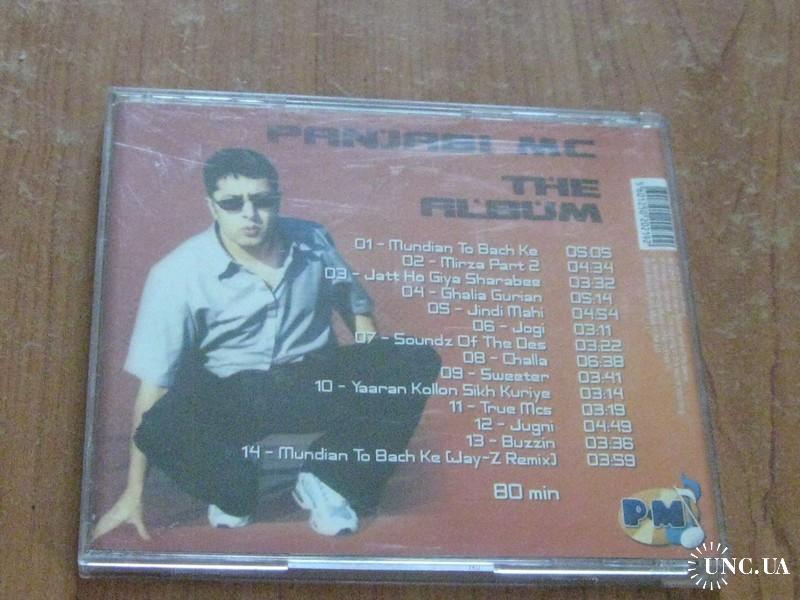 PANJABI MC
THE
ALBUM
01 - Mundian To Bach Ke 05:05
02 - Mirza Part 2 04:34
03 - Jatt Ho Giya Sharabee 03:32
04 - Ghalia Gurian 05:14
05 - Jindi Mahi 04:54
06 - Jogi 03:11
07 - Soundz Of The Des 03:22
08 - Challa 06:38
09 - Sweeter 03:41
10 - Yaaran Kollon Sikh Kuriye 03:14
11 - True Mcs 03:19
12 - Jugni 04:49
13 - Buzzin 03:36
14 - Mundian To Bach Ke (Jay-Z Remix) 03:59
80 min
PM
UNC.UA